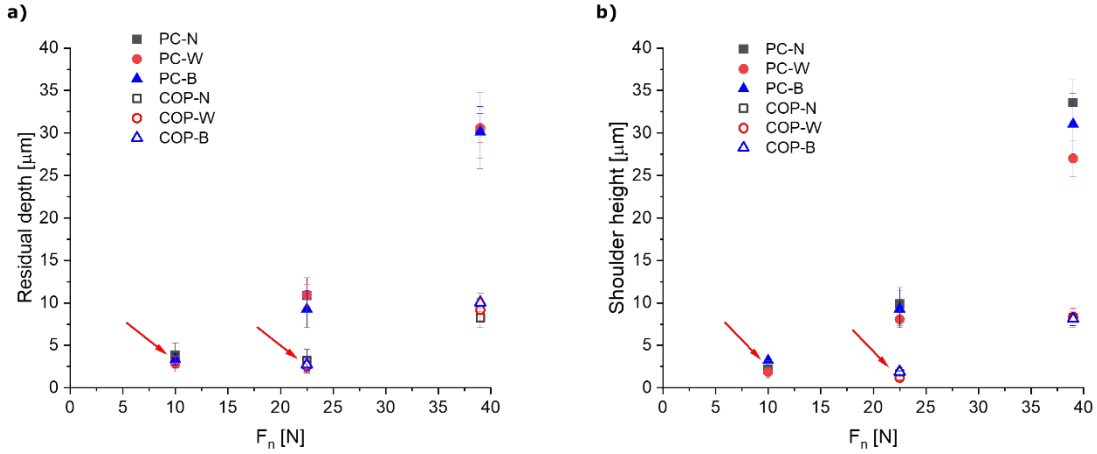 a)
PC-N
PC-W
PC-B
COP-N
COP-W
COP-B
Residual depth [μm]
40
35
30
25
20
15
10
5
0
0 5 10 15 20 25 30 35 40
Fn [N]
b)
PC-N
PC-W
PC-B
COP-N
COP-W
COP-B
Shoulder height [μm]
40
35
30
25
20
15
10
5
0
0 5 10 15 20 25 30 35 40
Fn [N]